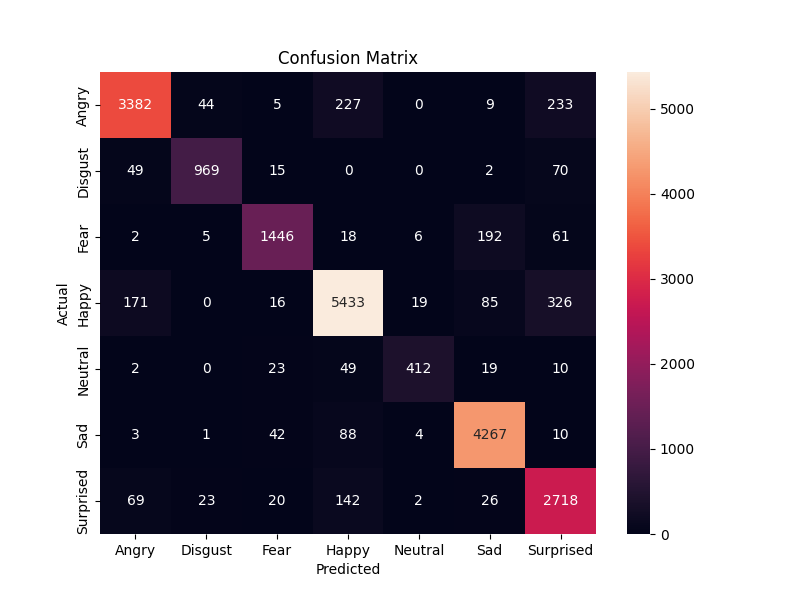 Confusion Matrix
Angry 3382 44 5 227 0 9 233
Disgust 49 969 15 0 0 2 70
Fear 2 5 1446 18 6 192 61
Happy 171 0 16 5433 19 85 326
Neutral 2 0 23 49 412 19 10
Sad 3 1 42 88 4 4267 10
Surprised 69 23 20 142 2 26 2718
Actual
Angry Disgust Fear Happy Neutral Sad Surprised
Predicted
5000
4000
3000
2000
1000
0